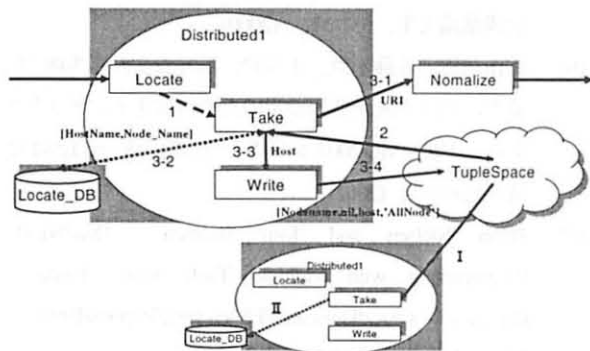 Distributed1
Locate
3-1
Nomalize
URI
1
Take
[HostName,Node_Name]
2
3-3
Host
3-2
3-4
TupleSpace
Write
Locate_DB
[Nodename,nil,host,"AllNode"]
I
Distributed1
Locate
II
Take
Locate_DB
Write